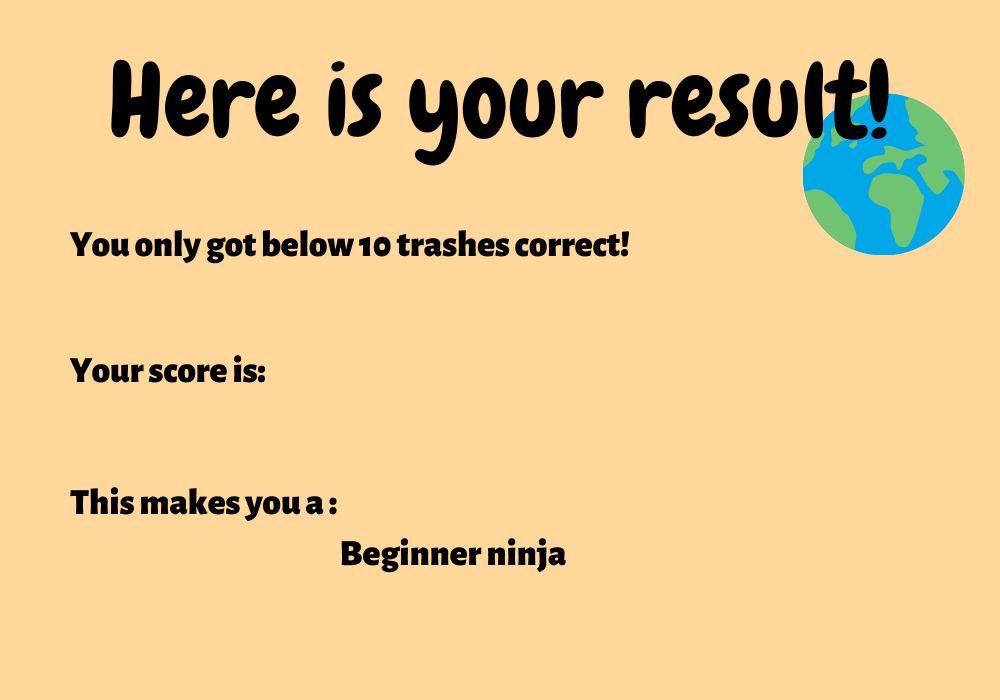 Here is your result!
You only got below 10 trashes correct!
Your score is:
This makes you a :
Beginner ninja